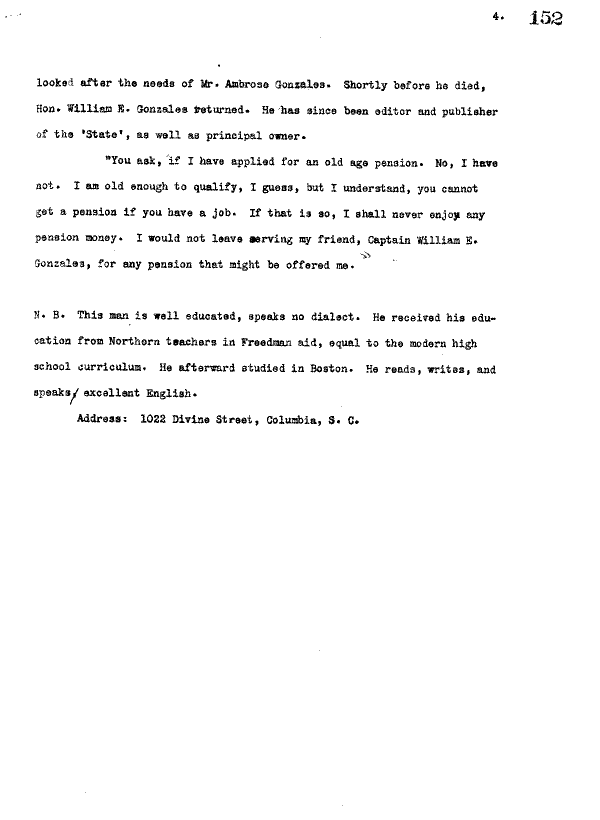 4. 152
looked after the needs of Mr. Ambrose Gonzales. Shortly before he died,
Hon. William E. Gonzales returned. He has since been editor and publisher
of the 'State', as well as principal owner.
"You ask, if I have applied for an old age pension. No, I have
not. I am old enough to qualify, I guess, but I understand, you cannot
get a pension if you have a job. If that is so, I shall never enjoy any
pension money. I would not leave serving my friend, Captain William E.
Gonzales, for any pension that might be offered me."
N. B. This man is well educated, speaks no dialect. He received his edu-
cation from Northern teachers in Freedman aid, equal to the modern high
school curriculum. He afterward studied in Boston. He reads, writes, and
speaks/ excellent English.
Address: 1022 Divine Street, Columbia, S. C.